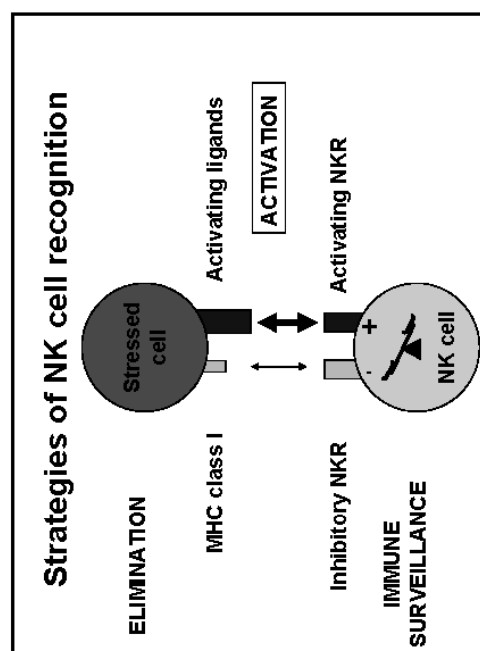 Strategies of NK cell recognition
ELIMINATION
Stressed
cell
MHC class I
Activating ligands
ACTIVATION
Inhibitory NKR
Activating NKR
- +
NK cell
IMMUNE
SURVEILLANCE